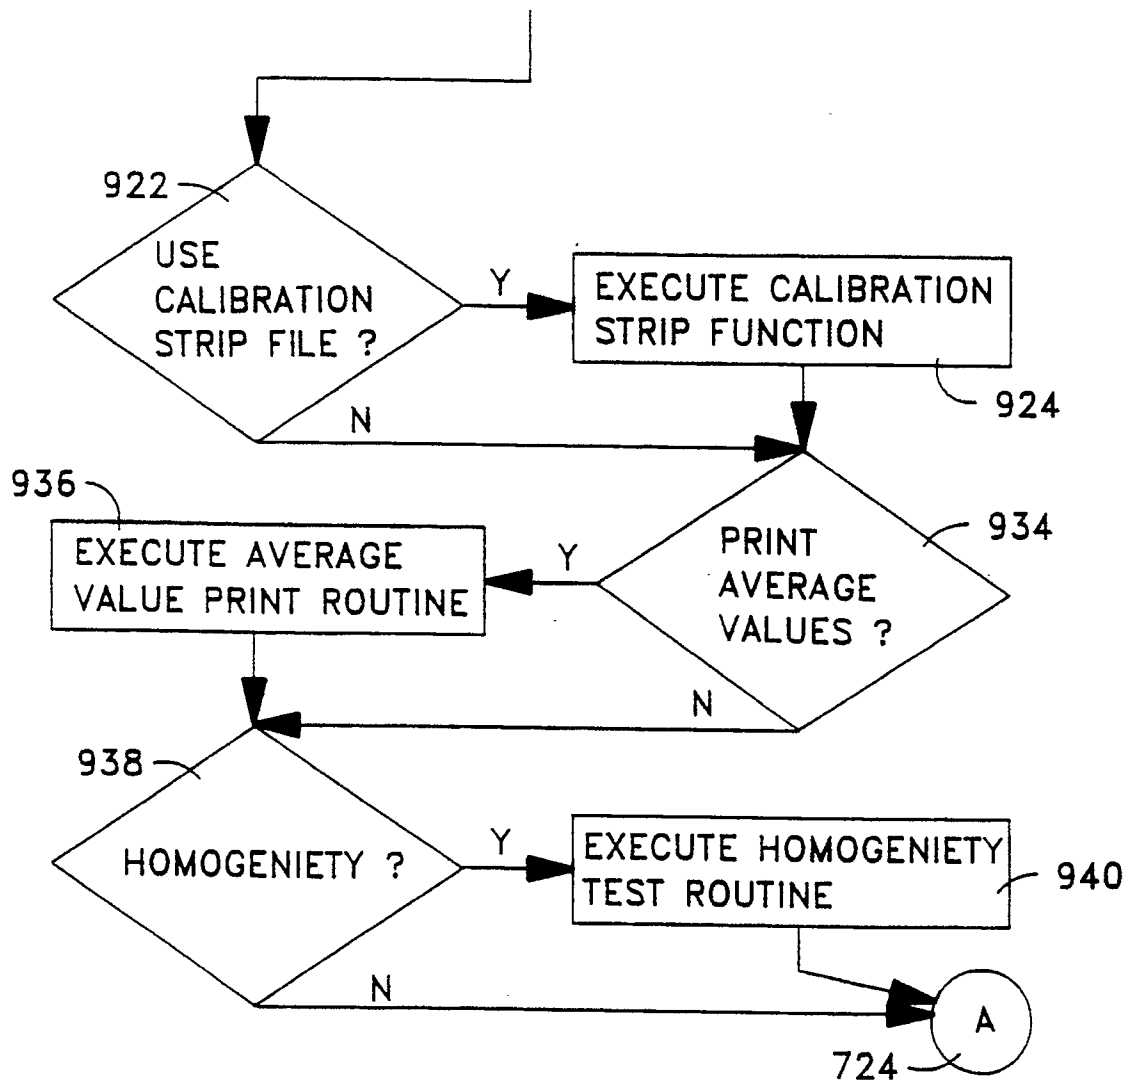 922
USE
CALIBRATION
STRIP FILE ?
Y
EXECUTE CALIBRATION
STRIP FUNCTION
924
N
936
EXECUTE AVERAGE
VALUE PRINT ROUTINE
Y
PRINT
AVERAGE
VALUES ?
934
N
938
HOMOGENIETY ?
Y
EXECUTE HOMOGENIETY
TEST ROUTINE
940
N
A
724